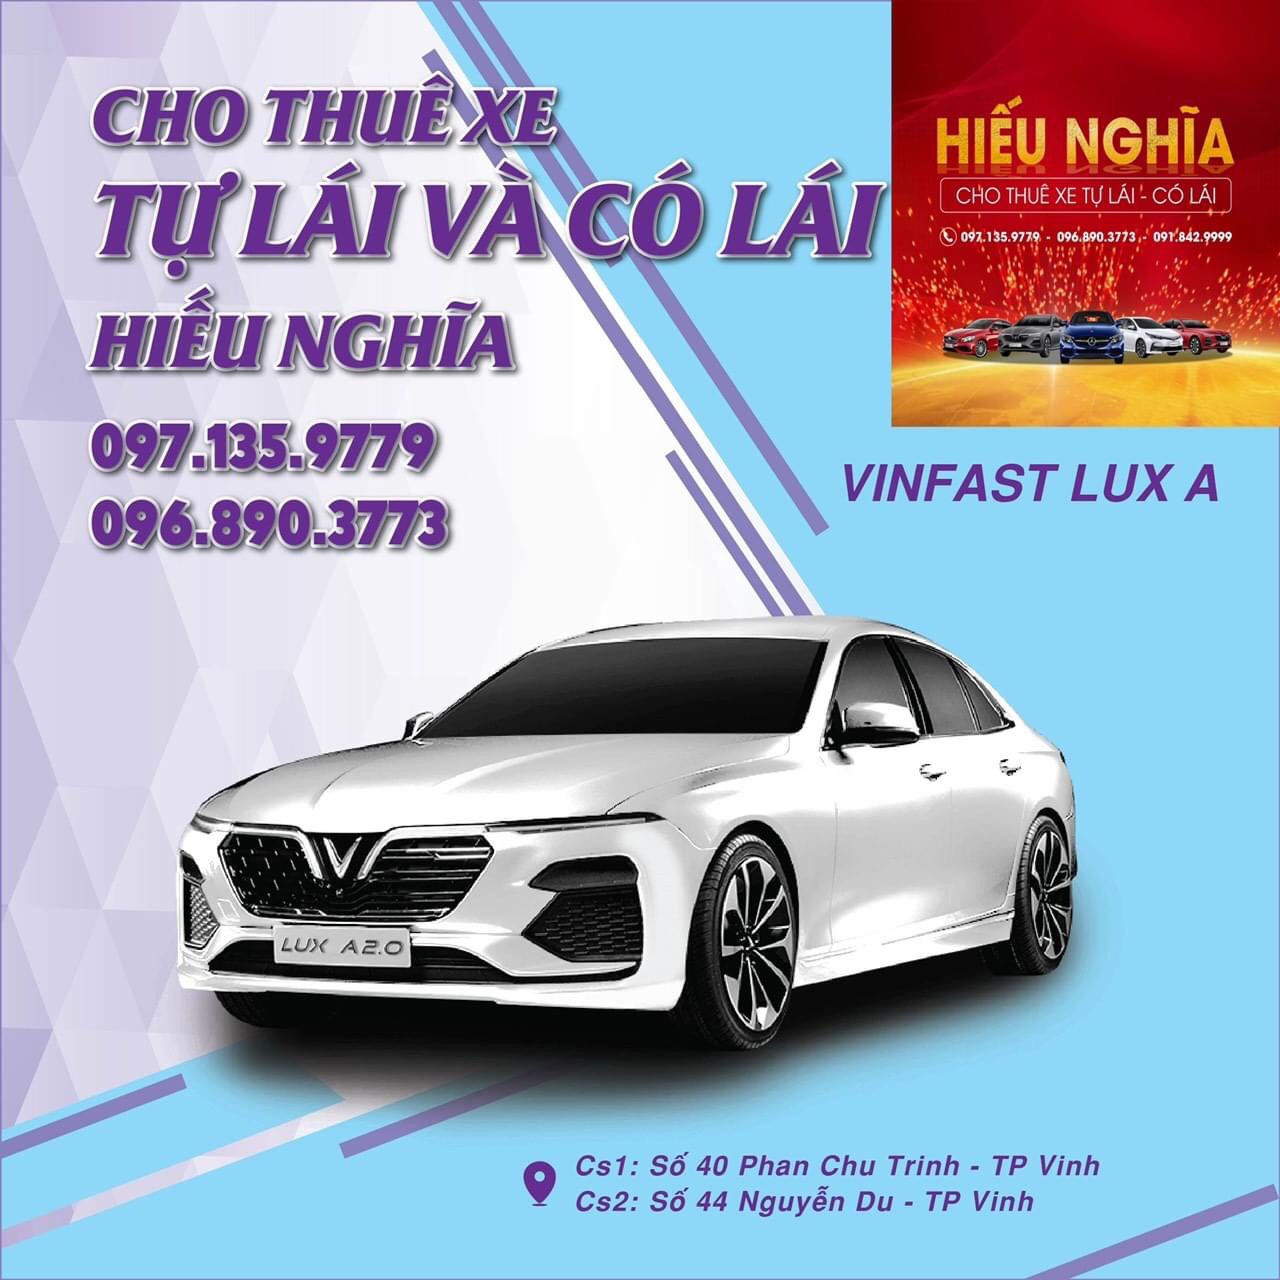 CHO THUÊ XE
TỰ LÁI VÀ CÓ LÁI
HIẾU NGHĨA
097.135.9779
096.890.3773
HIẾU NGHĨA
CHO THUÊ XE TỰ LÁI - CÓ LÁI
097.135.9779 - 096.890.3773 - 091.842.9999
VINFAST LUX A
LUX A2.0
Cs1: Số 40 Phan Chu Trinh - TP Vinh
Cs2: Số 44 Nguyễn Du - TP Vinh